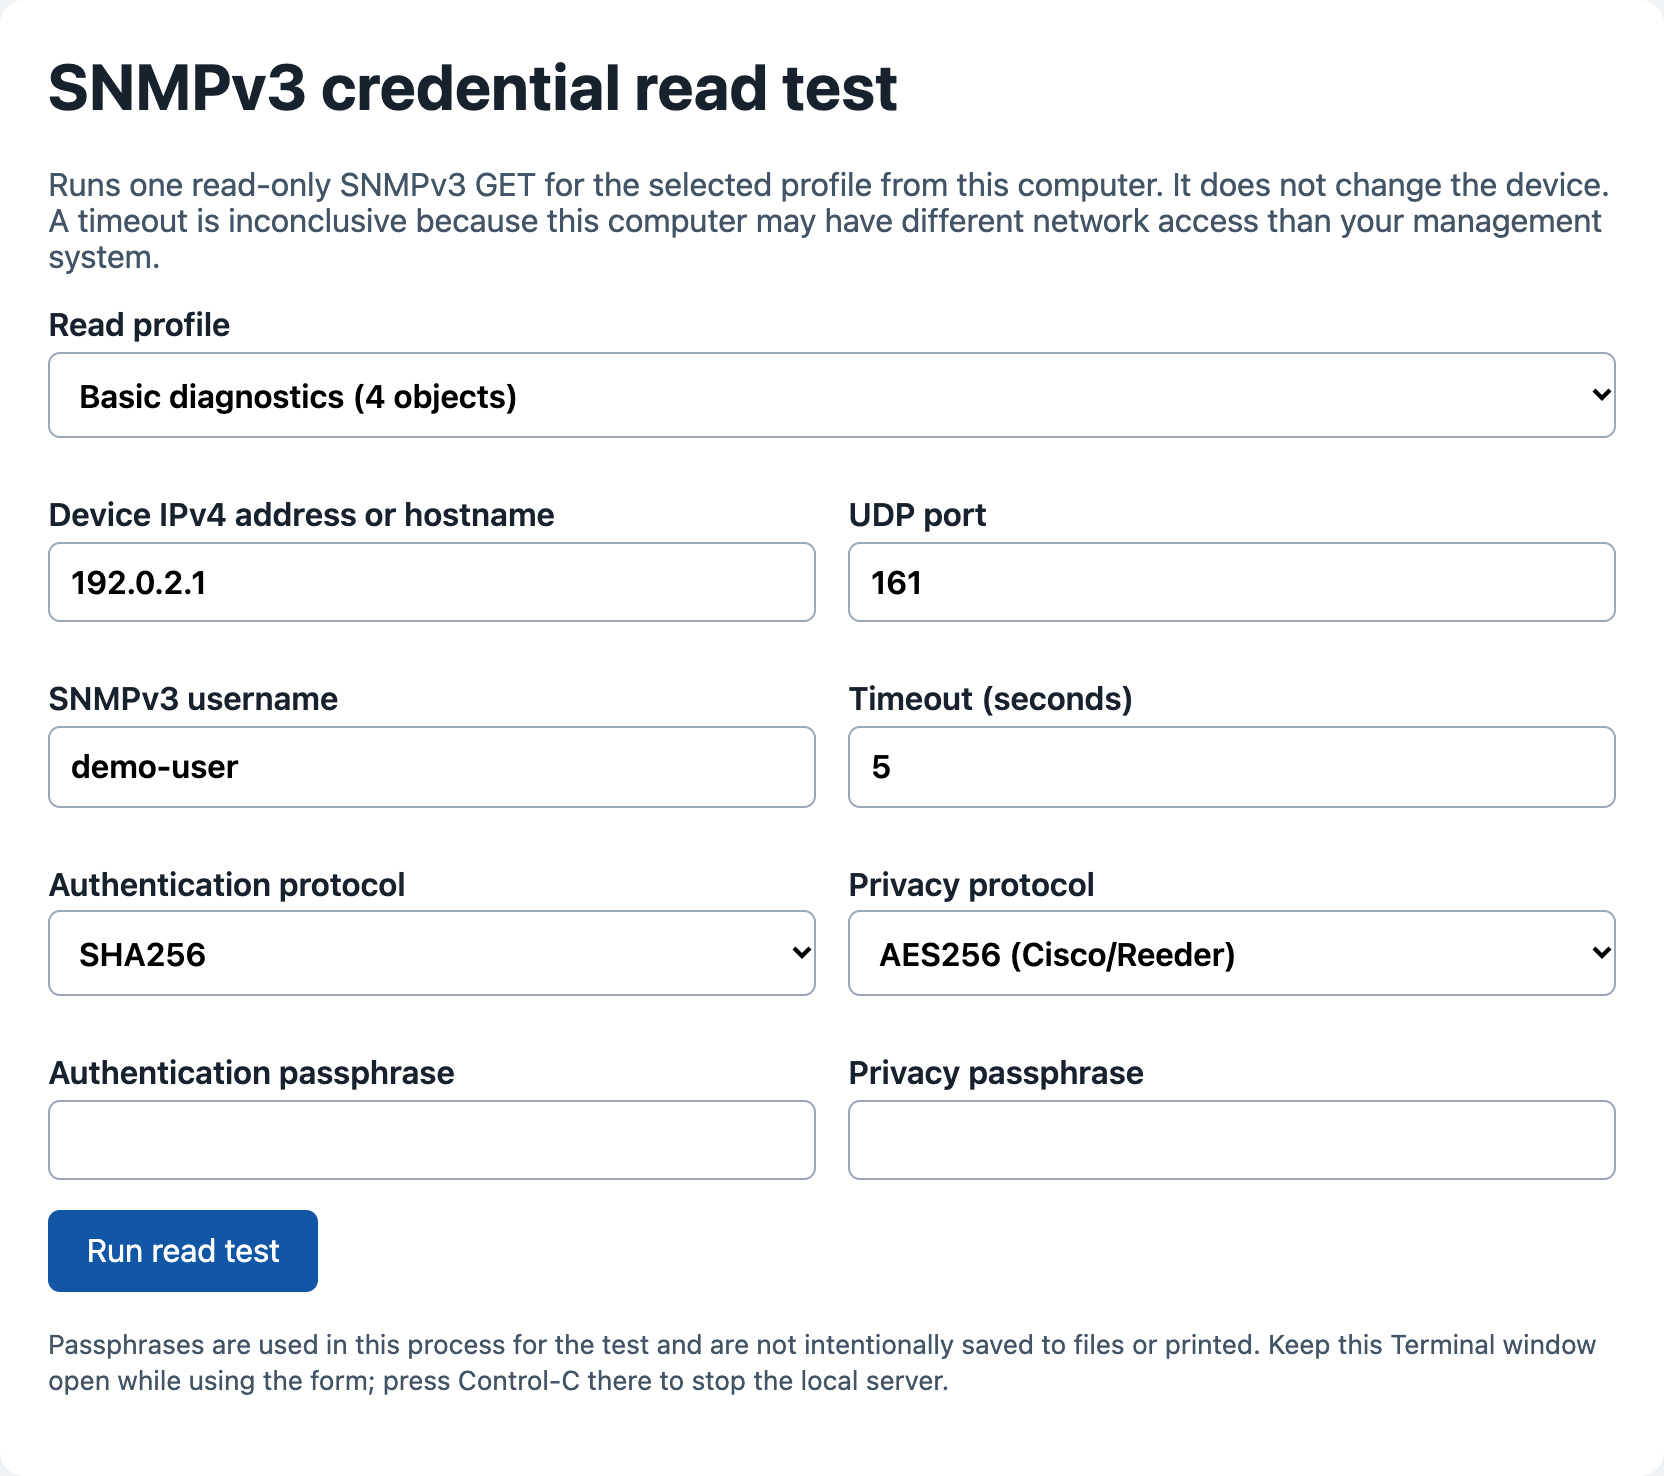 SNMPv3 credential read test
Runs one read-only SNMPv3 GET for the selected profile from this computer. It does not change the device.
A timeout is inconclusive because this computer may have different network access than your management
system.
Read profile
Basic diagnostics (4 objects)
Device IPv4 address or hostname
192.0.2.1
UDP port
161
SNMPv3 username
demo-user
Timeout (seconds)
5
Authentication protocol
SHA256
Privacy protocol
AES256 (Cisco/Reeder)
Authentication passphrase
Privacy passphrase
Run read test
Passphrases are used in this process for the test and are not intentionally saved to files or printed. Keep this Terminal window
open while using the form; press Control-C there to stop the local server.